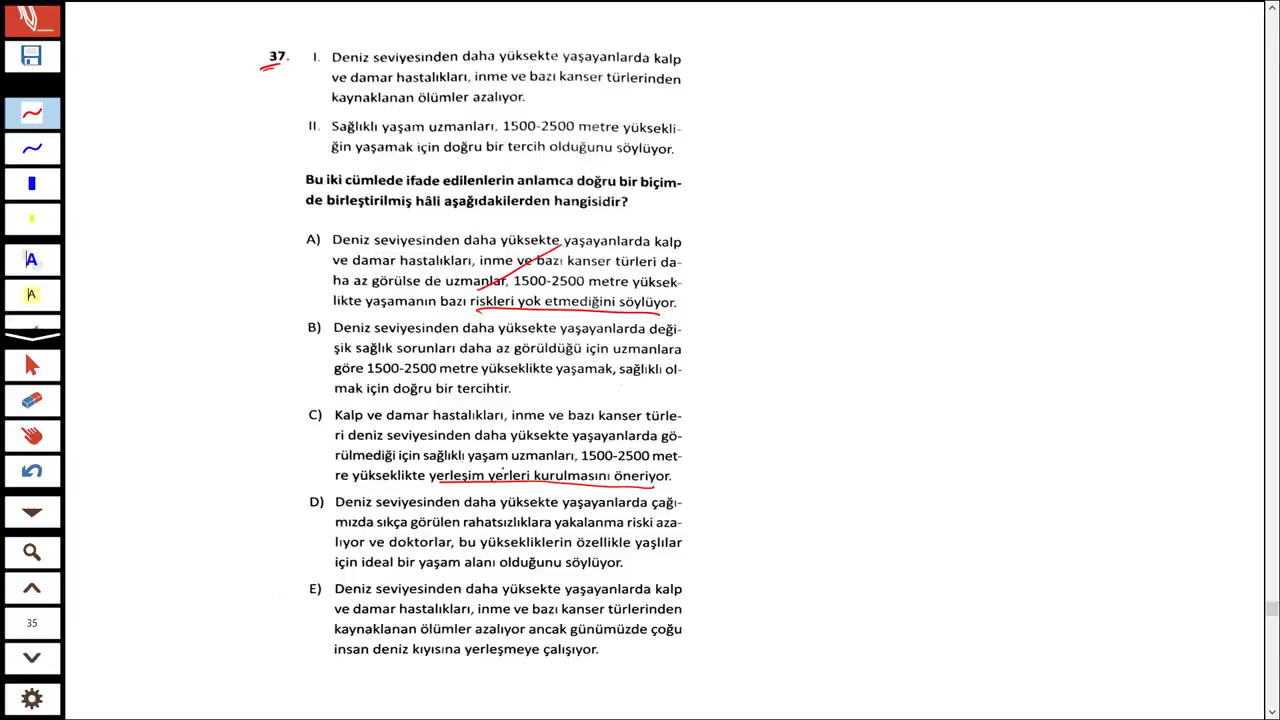 37.
I. Deniz seviyesinden daha yüksekte yaşayanlarda kalp
ve damar hastalıkları, inme ve bazı kanser türlerinden
kaynaklanan ölümler azalıyor.
II. Sağlıklı yaşam uzmanları, 1500-2500 metre yüksekli-
ğin yaşamak için doğru bir tercih olduğunu söylüyor.
Bu iki cümlede ifade edilenlerin anlamca doğru bir biçim-
de birleştirilmiş hâli aşağıdakilerden hangisidir?
A) Deniz seviyesinden daha yüksekte yaşayanlarda kalp
ve damar hastalıkları, inme ve bazı kanser türleri da-
ha az görülse de uzmanlar, 1500-2500 metre yüksek-
likte yaşamanın bazı riskleri yok etmediğini söylüyor.
B) Deniz seviyesinden daha yüksekte yaşayanlarda deği-
şik sağlık sorunları daha az görüldüğü için uzmanlara
göre 1500-2500 metre yükseklikte yaşamak, sağlıklı ol-
mak için doğru bir tercihtir.
C) Kalp ve damar hastalıkları, inme ve bazı kanser türle-
ri deniz seviyesinden daha yüksekte yaşayanlarda gö-
rülmediği için sağlıklı yaşam uzmanları, 1500-2500 met-
re yükseklikte yerleşim yerleri kurulmasını öneriyor.
D) Deniz seviyesinden daha yüksekte yaşayanlarda çağı-
mızda sıkça görülen rahatsızlıklara yakalanma riski aza-
lıyor ve doktorlar, bu yüksekliklerin özellikle yaşlılar
için ideal bir yaşam alanı olduğunu söylüyor.
E) Deniz seviyesinden daha yüksekte yaşayanlarda kalp
ve damar hastalıkları, inme ve bazı kanser türlerinden
kaynaklanan ölümler azalıyor ancak günümüzde çoğu
insan deniz kıyısına yerleşmeye çalışıyor.
A
A
35